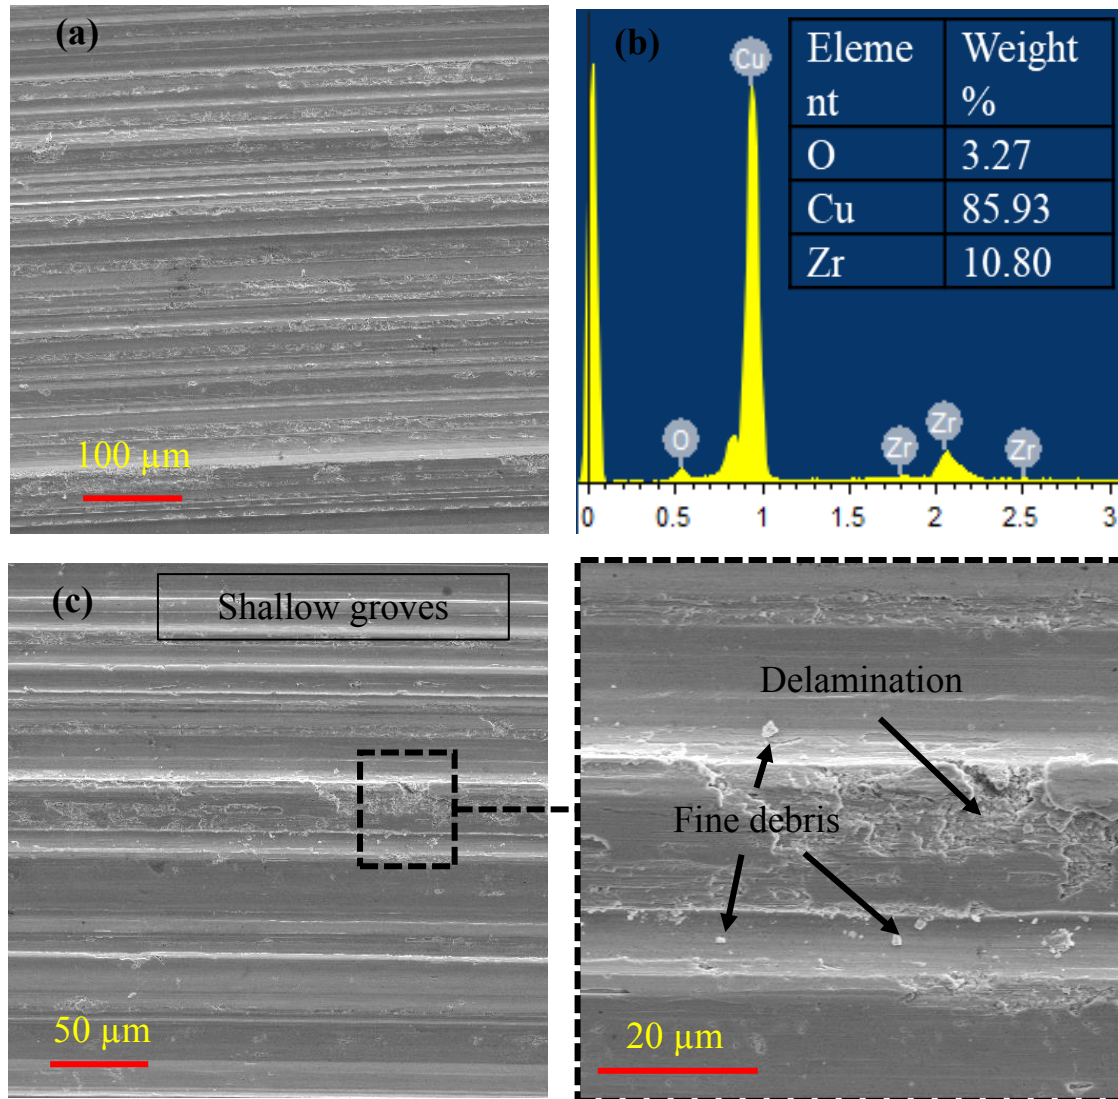 (a)
100 µm
(b)
Cu
O
Zr
Zr
Zr
Eleme
nt
Weight
%
O
3.27
Cu
85.93
Zr
10.80
0 0.5 1 1.5 2 2.5 3
(c)
Shallow groves
50 µm
Delamination
Fine debris
20 µm